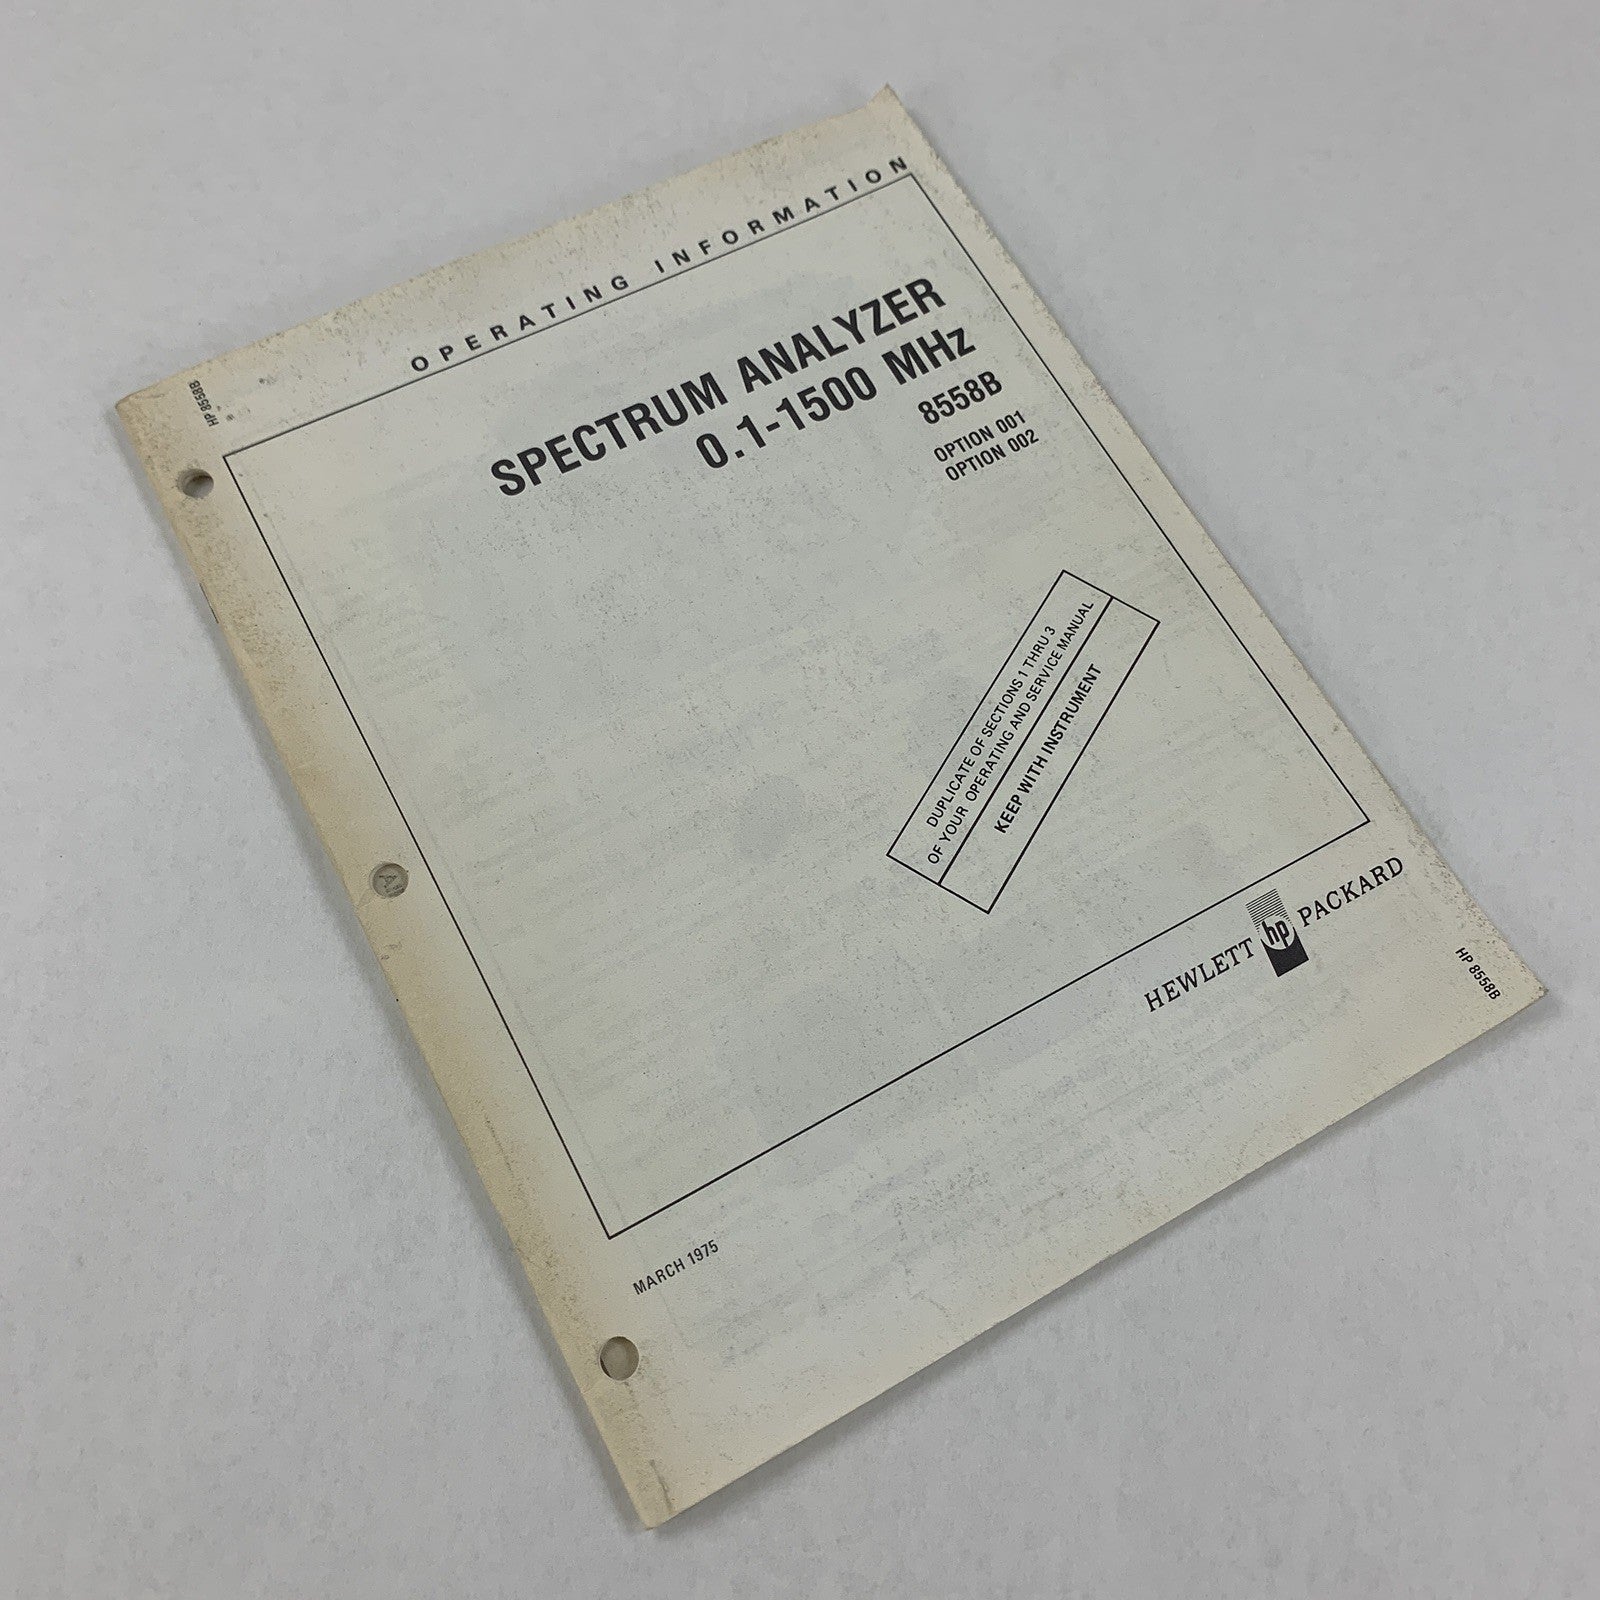 HP 8558B
OPERATING INFORMATION
SPECTRUM ANALYZER
0.1-1500 MHz
8558B
OPTION 001
OPTION 002
DUPLICATE OF SECTIONS 1 THRU 3
OF YOUR OPERATING AND SERVICE MANUAL
KEEP WITH INSTRUMENT
HEWLETT hp PACKARD
HP 8558B
MARCH 1975